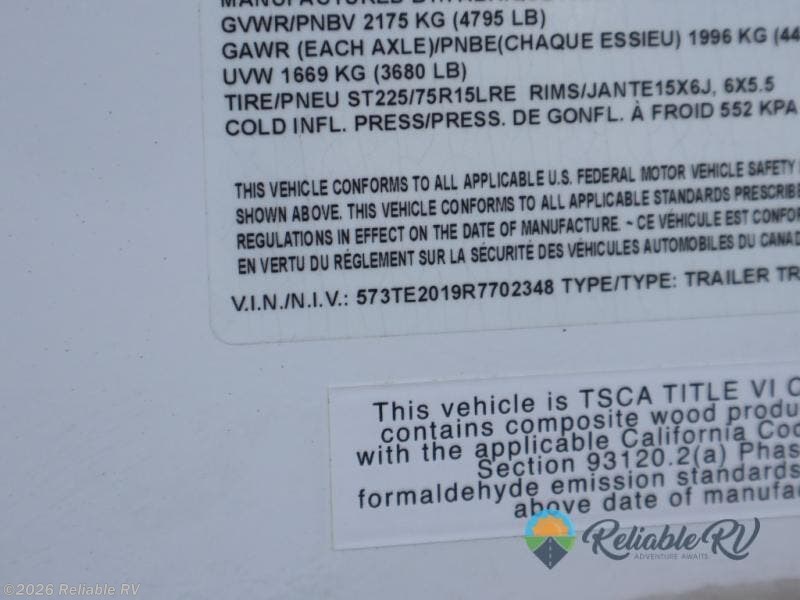 MANUFACTURED
GVWR/PNBV 2175 KG (4795 LB)
GAWR (EACH AXLE)/PNBE(CHAQUE ESSIEU) 1996 KG (44
UVW 1669 KG (3680 LB)
TIRE/PNEU ST225/75R15LRE RIMS/JANTE15X6J, 6X5.5
COLD INFL. PRESS/PRESS. DE GONFL. À FROID 552 KPA
THIS VEHICLE CONFORMS TO ALL APPLICABLE U.S. FEDERAL MOTOR VEHICLE SAFETY
SHOWN ABOVE. THIS VEHICLE CONFORMS TO ALL APPLICABLE STANDARDS PRESCRIBE
REGULATIONS IN EFFECT ON THE DATE OF MANUFACTURE. ~ CE VÉHICULE EST CONFOR
EN VERTU DU RÉGLEMENT SUR LA SÉCURITÉ DES VÉHICULES AUTOMOBILES DU CANAD
V.I.N./N.I.V.: 573TE2019R7702348 TYPE/TYPE: TRAILER TR
This vehicle is TSCA TITLE VI C
contains composite wood produ
with the applicable California Cod
Section 93120.2(a) Phas
formaldehyde emission standards
above date of manufac
RELIABLE RV
ADVENTURE AWAITS
©2026 Reliable RV